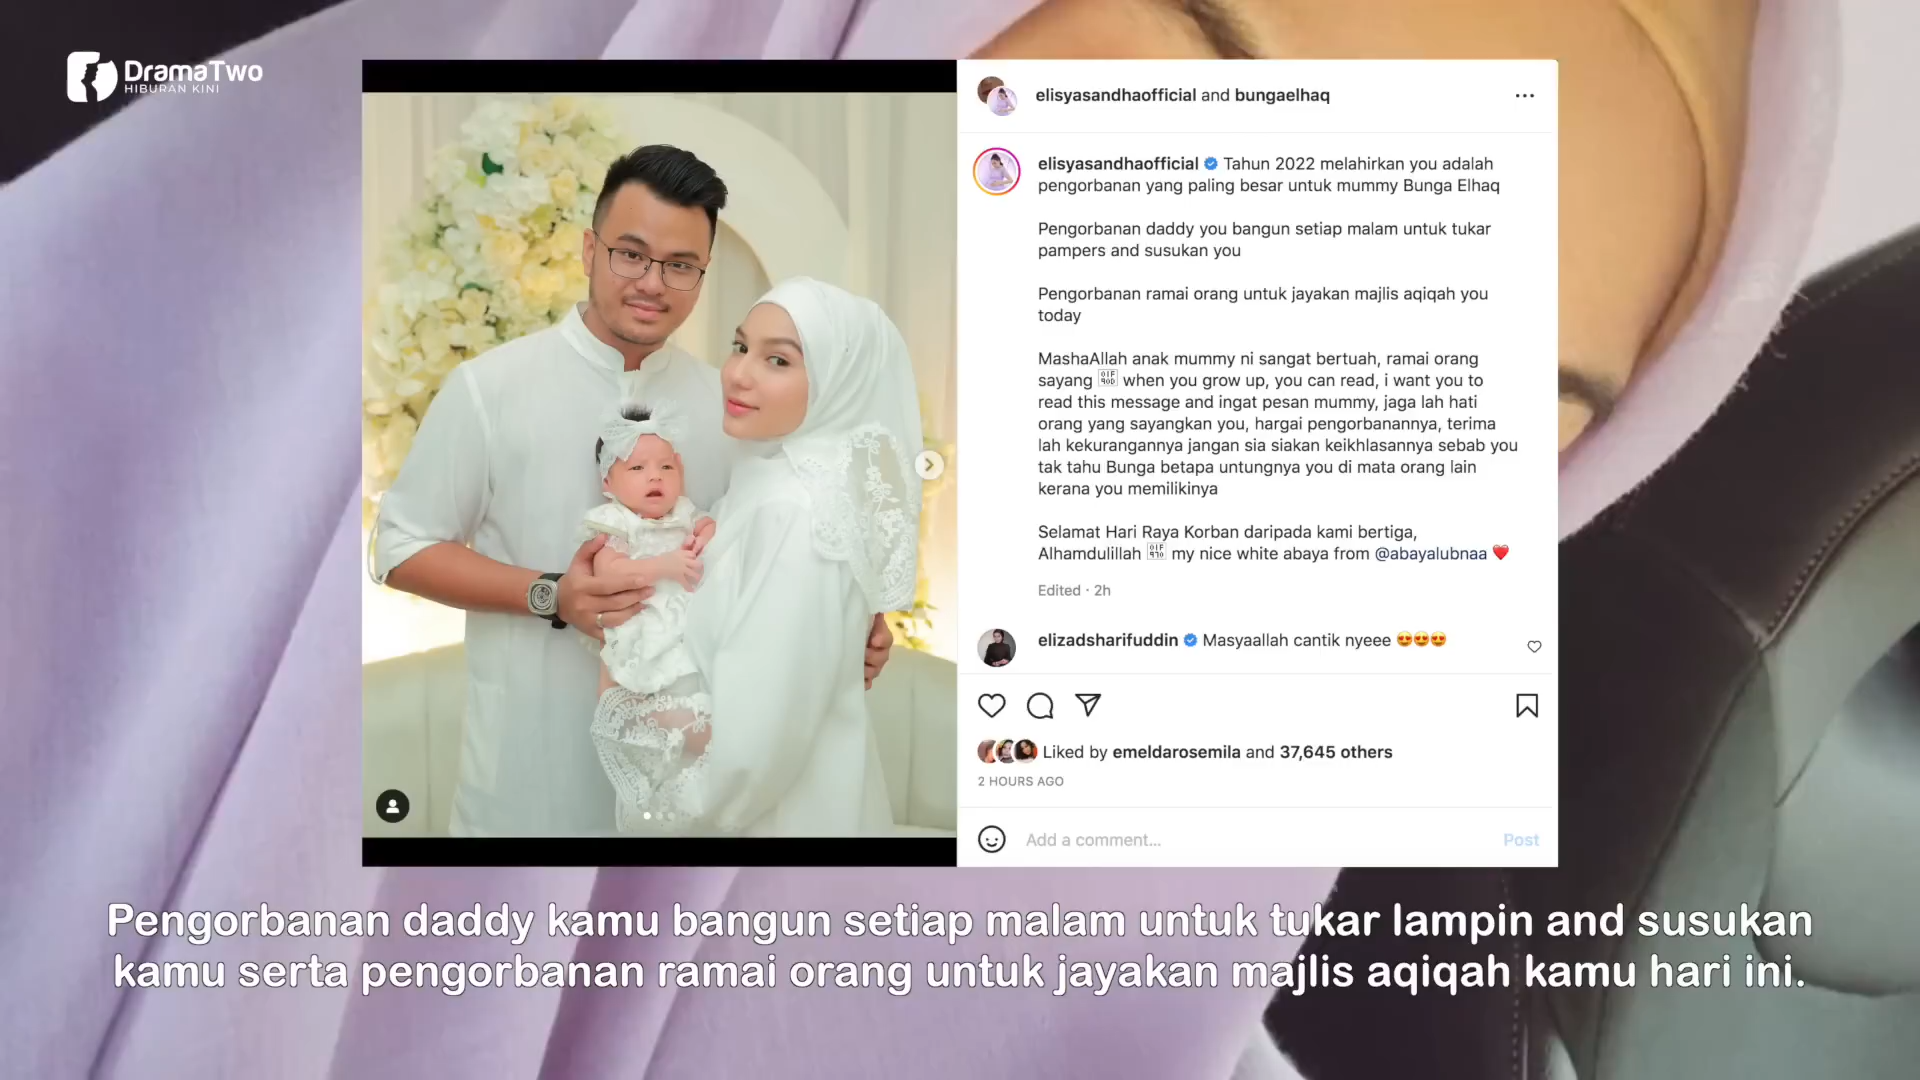 DramaTwo
HIBURAN KINI
elisyasandhaofficial and bungaelhaq
elisyasandhaofficial Tahun 2022 melahirkan you adalah
pengorbanan yang paling besar untuk mummy Bunga Elhaq
Pengorbanan daddy you bangun setiap malam untuk tukar
pampers and susukan you
Pengorbanan ramai orang untuk jayakan majlis aqiqah you
today
MashaAllah anak mummy ni sangat bertuah, ramai orang
sayang when you grow up, you can read, i want you to
read this message and ingat pesan mummy, jaga lah hati
orang yang sayangkan you, hargai pengorbanannya, terima
lah kekurangannya jangan sia siakan keikhlasannya sebab you
tak tahu Bunga betapa untungnya you di mata orang lain
kerana you memilikinya
Selamat Hari Raya Korban daripada kami bertiga,
Alhamdulillah my nice white abaya from @abayalubnaa ❤️
Edited · 2h
elizadsharifuddin Masyaallah cantik nyeee 😍😍😍
Liked by emeldarosemila and 37,645 others
2 HOURS AGO
Add a comment...
Post
Pengorbanan daddy kamu bangun setiap malam untuk tukar lampin and susukan
kamu serta pengorbanan ramai orang untuk jayakan majlis aqiqah kamu hari ini.